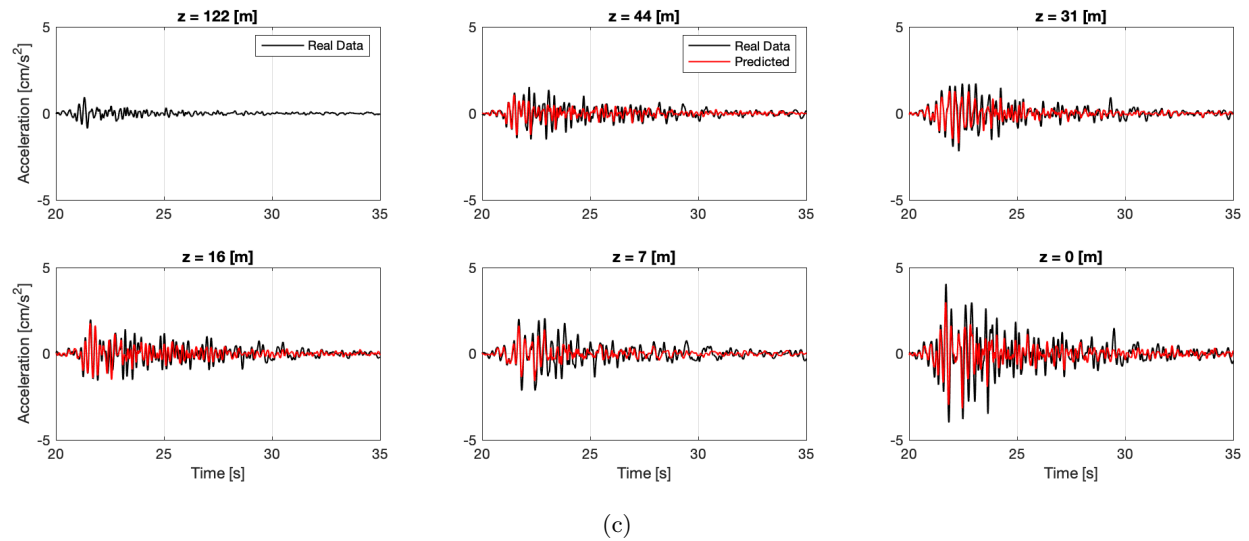 z = 122 [m]
z = 44 [m]
z = 31 [m]
Acceleration [cm/s²]
5
0
-5
Real Data
20
25
30
35
5
0
-5
Real Data
Predicted
20
25
30
35
5
0
-5
20
25
30
35
z = 16 [m]
z = 7 [m]
z = 0 [m]
Acceleration [cm/s²]
5
0
-5
20
25
30
35
Time [s]
5
0
-5
20
25
30
35
Time [s]
5
0
-5
20
25
30
35
Time [s]
(c)